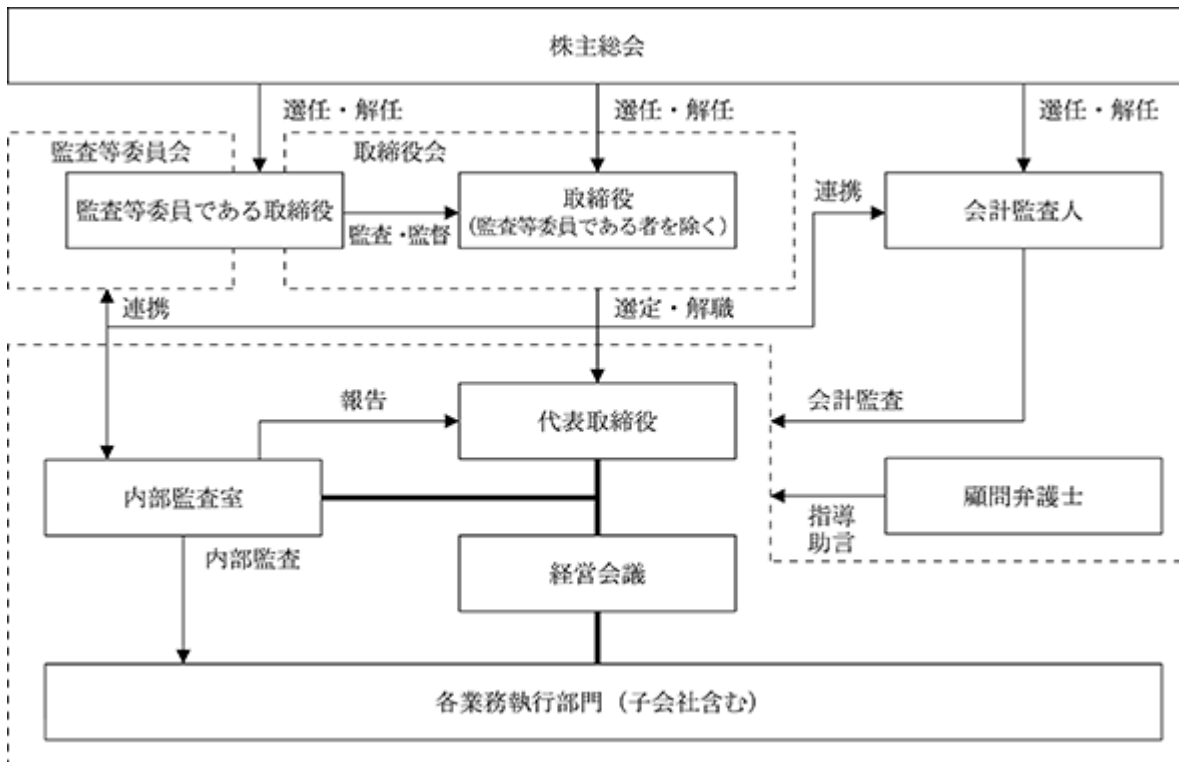 株主総会
選任・解任
選任・解任
選任・解任
監査等委員会
取締役会
監査等委員である取締役
監査・監督
取締役
(監査等委員である者を除く)
連携
会計監査人
連携
選定・解職
報告
代表取締役
会計監査
内部監査室
顧問弁護士
指導
助言
内部監査
経営会議
各業務執行部門(子会社含む)